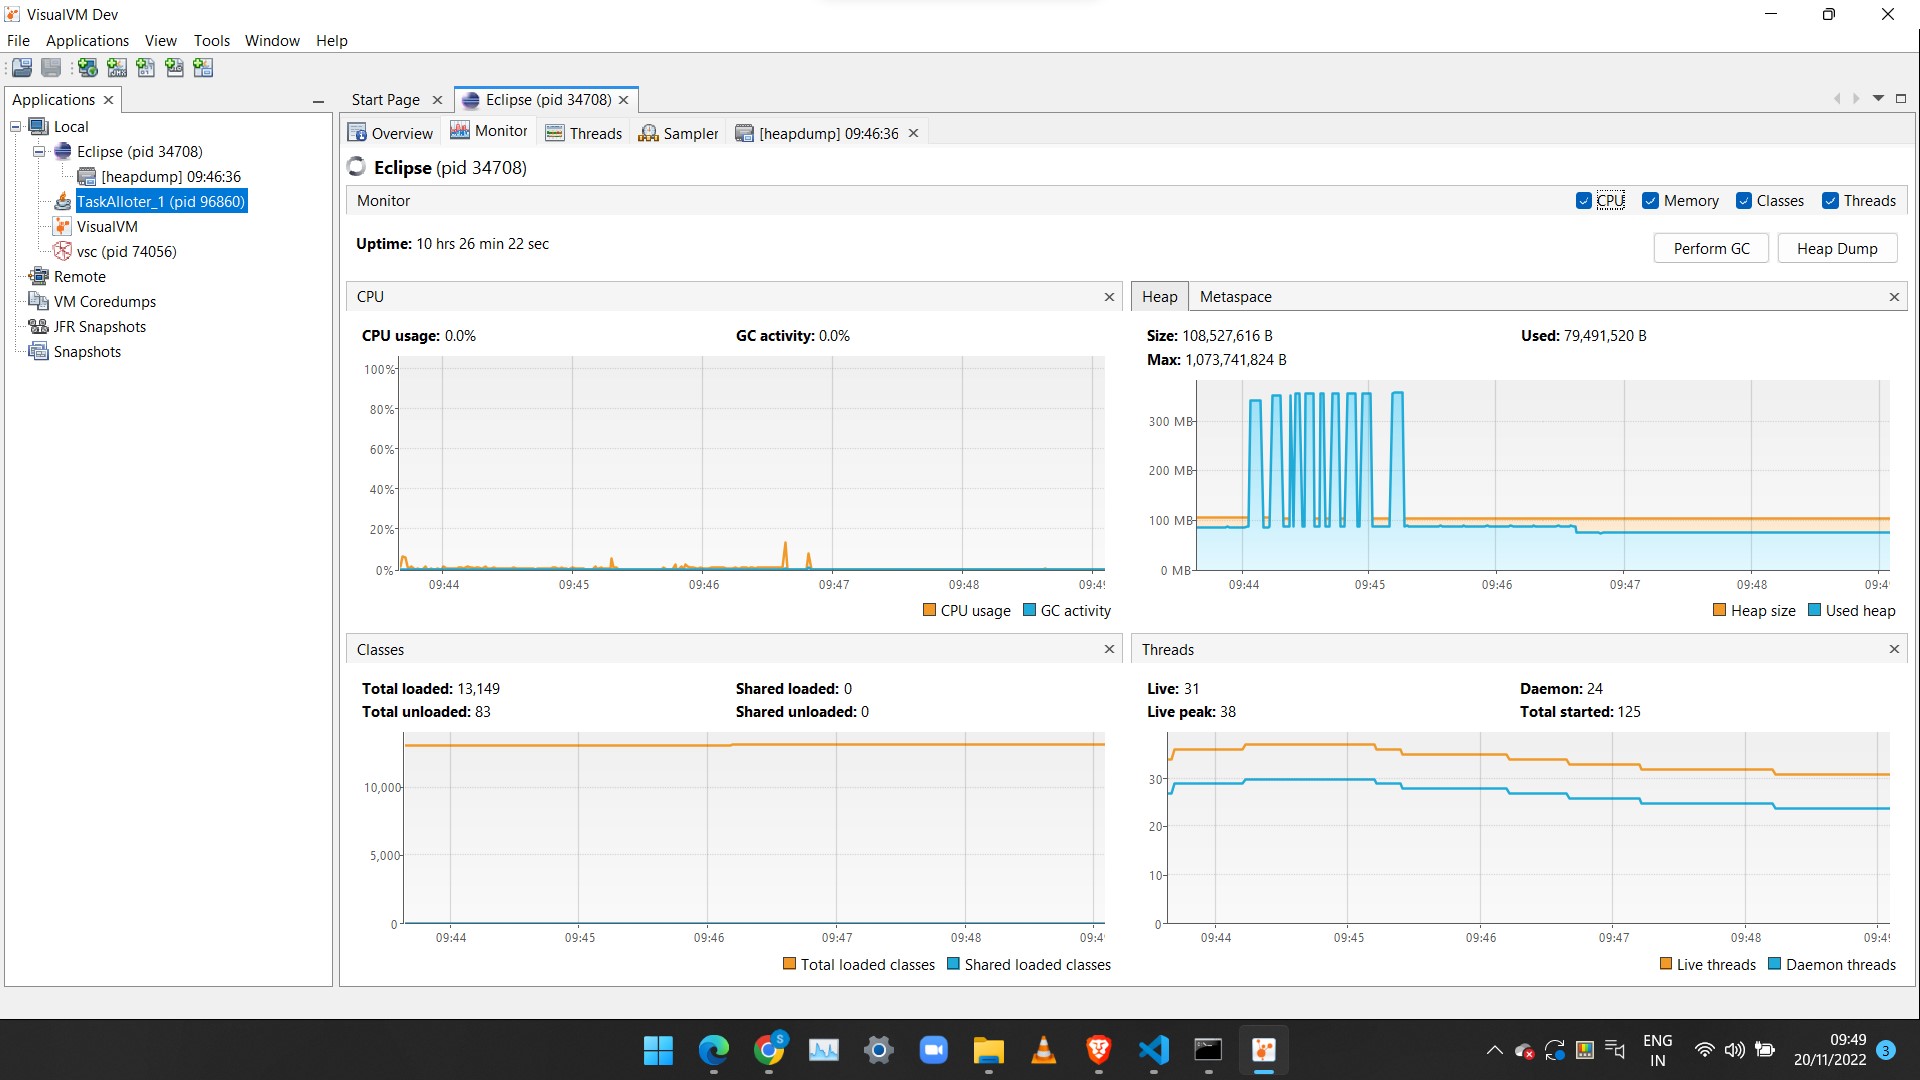 VisualVM Dev
File Applications View Tools Window Help
Applications
Local
Eclipse (pid 34708)
[heapdump] 09:46:36
TaskAlloter_1 (pid 96860)
VisualVM
vsc (pid 74056)
Remote
VM Coredumps
JFR Snapshots
Snapshots
Start Page Eclipse (pid 34708)
Overview Monitor Threads Sampler [heapdump] 09:46:36
Eclipse (pid 34708)
Monitor CPU Memory Classes Threads
Uptime: 10 hrs 26 min 22 sec
Perform GC Heap Dump
CPU
CPU usage: 0.0% GC activity: 0.0%
100%
80%
60%
40%
20%
0%
09:44 09:45 09:46 09:47 09:48 09:4
CPU usage GC activity
Heap Metaspace
Size: 108,527,616 B Used: 79,491,520 B
Max: 1,073,741,824 B
300 MB
200 MB
100 MB
0 MB
09:44 09:45 09:46 09:47 09:48 09:4
Heap size Used heap
Classes
Total loaded: 13,149 Shared loaded: 0
Total unloaded: 83 Shared unloaded: 0
10,000
5,000
0
09:44 09:45 09:46 09:47 09:48 09:4
Total loaded classes Shared loaded classes
Threads
Live: 31 Daemon: 24
Live peak: 38 Total started: 125
30
20
10
0
09:44 09:45 09:46 09:47 09:48 09:4
Live threads Daemon threads
S
ENG
IN
09:49
20/11/2022
3